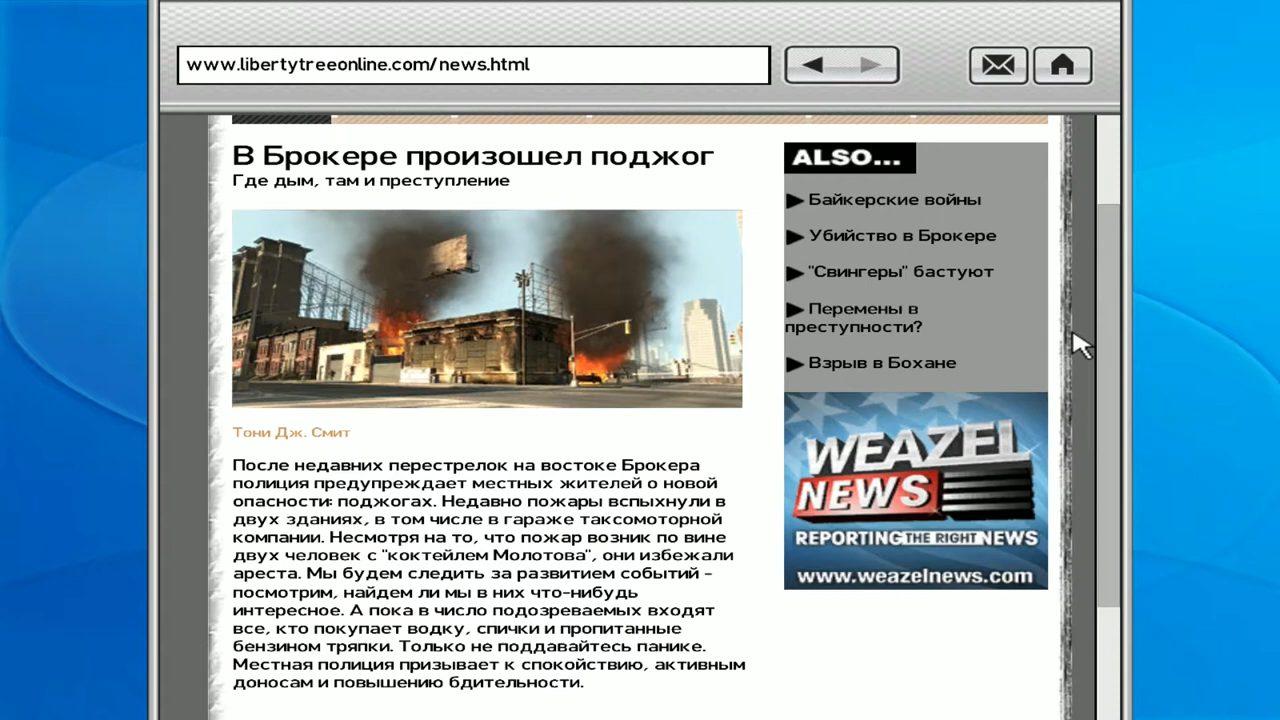 www.libertytreeonline.com/news.html
В Брокере произошел поджог
Где дым, там и преступление
Тони Дж. Смит
После недавних перестрелок на востоке Брокера
полиция предупреждает местных жителей о новой
опасности: поджогах. Недавно пожары вспыхнули в
двух зданиях, в том числе в гараже таксомоторной
компании. Несмотря на то, что пожар возник по вине
двух человек с "коктейлем Молотова", они избежали
ареста. Мы будем следить за развитием событий -
посмотрим, найдем ли мы в них что-нибудь
интересное. А пока в число подозреваемых входят
все, кто покупает водку, спички и пропитанные
бензином тряпки. Только не поддавайтесь панике.
Местная полиция призывает к спокойствию, активным
доносам и повышению бдительности.
ALSO...
Байкерские войны
Убийство в Брокере
"Свингеры" бастуют
Перемены в
преступности?
Взрыв в Бохане
WEAZEL
NEWS
REPORTING THE RIGHT NEWS
www.weazelnews.com